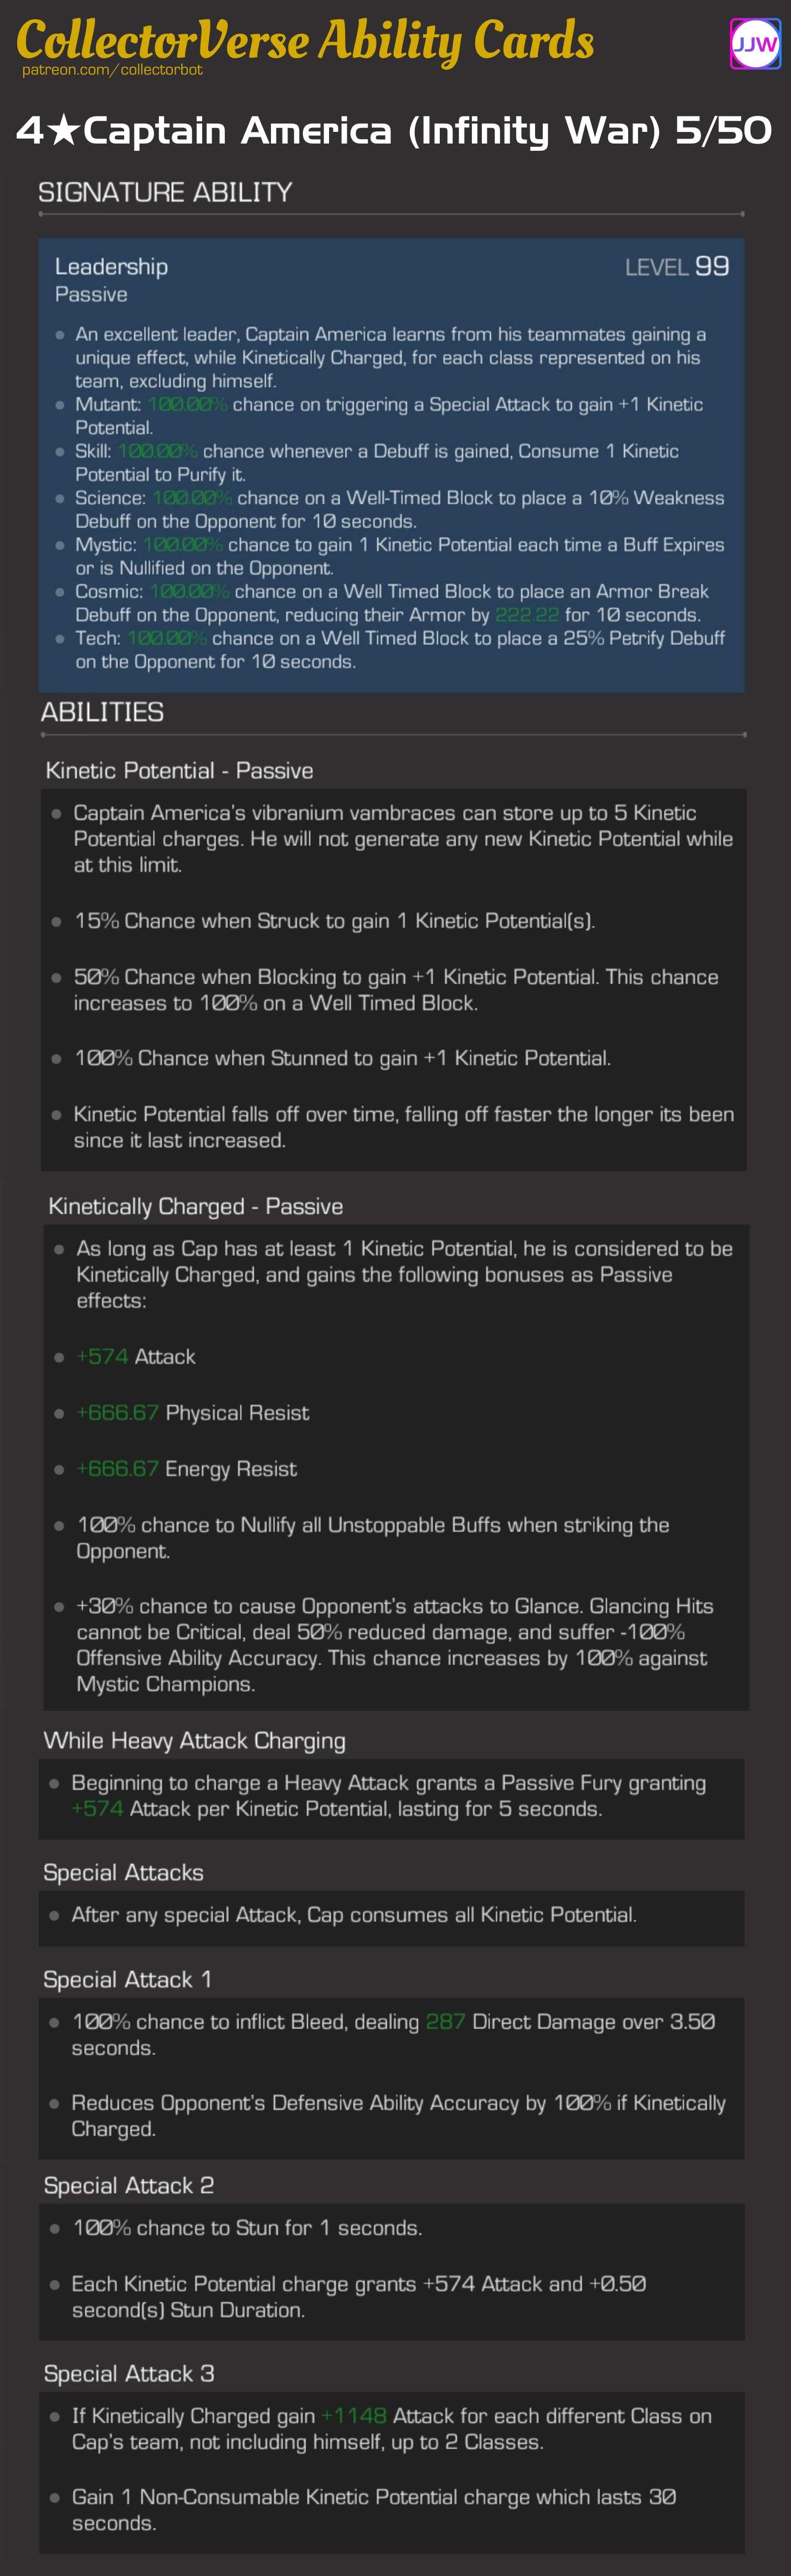 CollectorVerse Ability Cards
JJW
patreon.com/collectorbot
4★Captain America (Infinity War) 5/50
SIGNATURE ABILITY
Leadership
LEVEL 99
Passive
An excellent leader, Captain America learns from his teammates gaining a
unique effect, while Kinetically Charged, for each class represented on his
team, excluding himself.
Mutant: 100.00% chance on triggering a Special Attack to gain +1 Kinetic
Potential.
Skill: 100.00% chance whenever a Debuff is gained, Consume 1 Kinetic
Potential to Purify it.
Science: 100.00% chance on a Well-Timed Block to place a 10% Weakness
Debuff on the Opponent for 10 seconds.
Mystic: 100.00% chance to gain 1 Kinetic Potential each time a Buff Expires
or is Nullified on the Opponent.
Cosmic: 100.00% chance on a Well Timed Block to place an Armor Break
Debuff on the Opponent, reducing their Armor by 222.22 for 10 seconds.
Tech: 100.00% chance on a Well Timed Block to place a 25% Petrify Debuff
on the Opponent for 10 seconds.
ABILITIES
Kinetic Potential - Passive
Captain America's vibranium vambraces can store up to 5 Kinetic
Potential charges. He will not generate any new Kinetic Potential while
at this limit.
15% Chance when Struck to gain 1 Kinetic Potential(s).
50% Chance when Blocking to gain +1 Kinetic Potential. This chance
increases to 100% on a Well Timed Block.
100% Chance when Stunned to gain +1 Kinetic Potential.
Kinetic Potential falls off over time, falling off faster the longer its been
since it last increased.
Kinetically Charged - Passive
As long as Cap has at least 1 Kinetic Potential, he is considered to be
Kinetically Charged, and gains the following bonuses as Passive
effects:
+574 Attack
+666.67 Physical Resist
+666.67 Energy Resist
100% chance to Nullify all Unstoppable Buffs when striking the
Opponent.
+30% chance to cause Opponent's attacks to Glance. Glancing Hits
cannot be Critical, deal 50% reduced damage, and suffer -100%
Offensive Ability Accuracy. This chance increases by 100% against
Mystic Champions.
While Heavy Attack Charging
Beginning to charge a Heavy Attack grants a Passive Fury granting
+574 Attack per Kinetic Potential, lasting for 5 seconds.
Special Attacks
After any special Attack, Cap consumes all Kinetic Potential.
Special Attack 1
100% chance to inflict Bleed, dealing 287 Direct Damage over 3.50
seconds.
Reduces Opponent's Defensive Ability Accuracy by 100% if Kinetically
Charged.
Special Attack 2
100% chance to Stun for 1 seconds.
Each Kinetic Potential charge grants +574 Attack and +0.50
second(s) Stun Duration.
Special Attack 3
If Kinetically Charged gain +1148 Attack for each different Class on
Cap's team, not including himself, up to 2 Classes.
Gain 1 Non-Consumable Kinetic Potential charge which lasts 30
seconds.